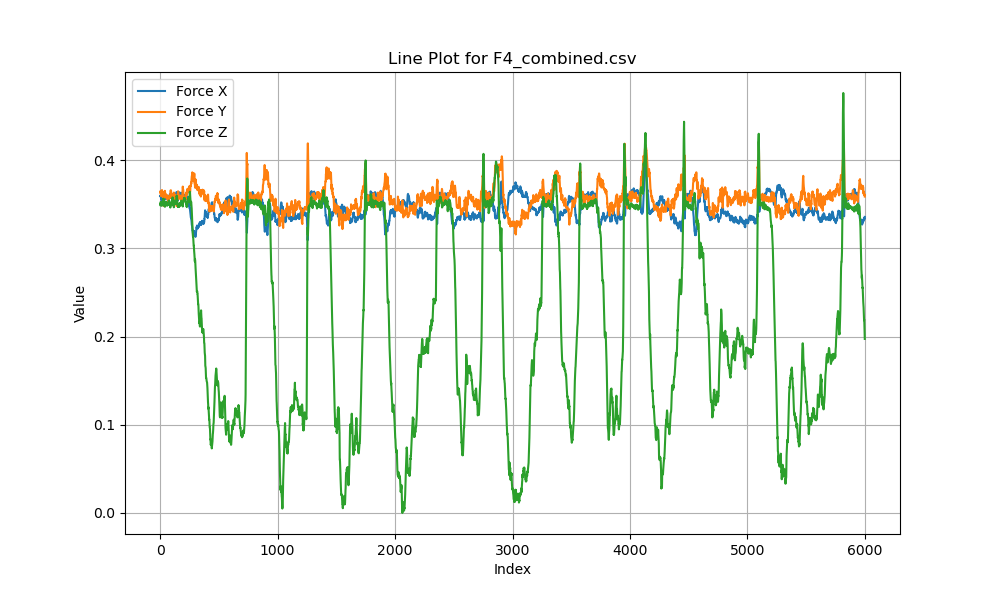 Line Plot for F4_combined.csv
Force X
Force Y
Force Z
0.4
0.3
0.2
0.1
0.0
Value
0 1000 2000 3000 4000 5000 6000
Index